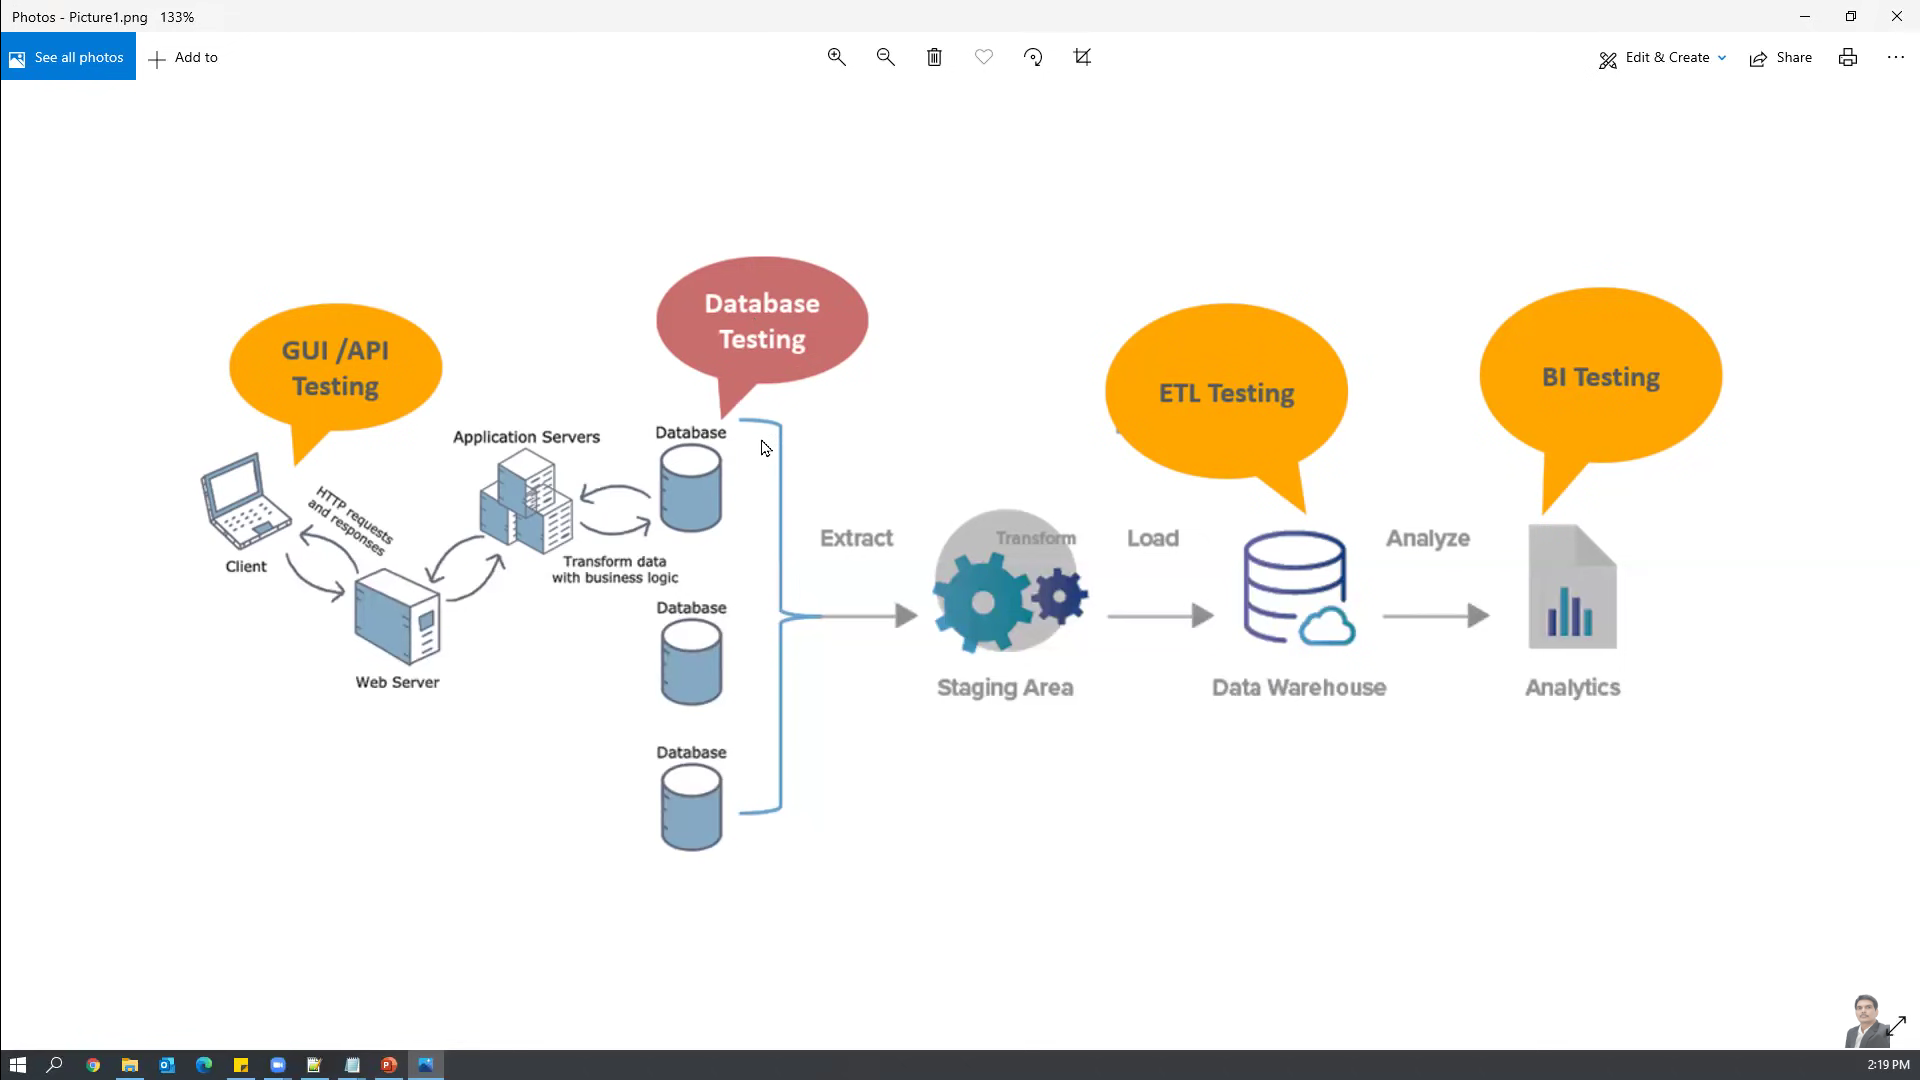 Photos - Picture1.png 133%
See all photos
Add to
Edit & Create
Share
Database
Testing
GUI /API
Testing
ETL Testing
BI Testing
Application Servers
Database
HTTP requests
and responses
Client
Transform data
with business logic
Extract
Transform
Load
Analyze
Database
Web Server
Staging Area
Data Warehouse
Analytics
Database
2:19 PM